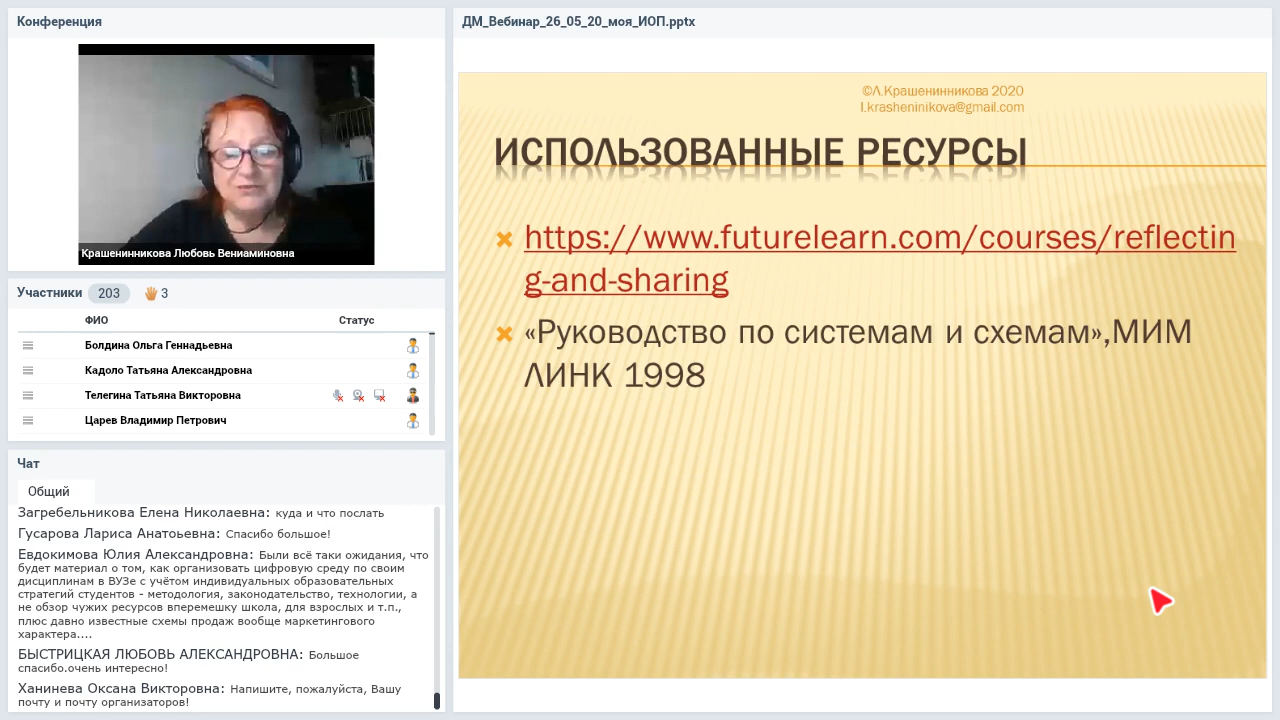 Конференция
Крашенинникова Любовь Вениаминовна
Участники 203 3
ФИО Статус
Болдина Ольга Геннадьевна
Кадоло Татьяна Александровна
Телегина Татьяна Викторовна
Царев Владимир Петрович
Чат
Общий
Загребельникова Елена Николаевна: куда и что послать
Гусарова Лариса Анатоьевна: Спасибо большое!
Евдокимова Юлия Александровна: Были всё таки ожидания, что
будет материал о том, как организовать цифровую среду по своим
дисциплинам в ВУЗе с учётом индивидуальных образовательных
стратегий студентов - методология, законодательство, технологии, а
не обзор чужих ресурсов вперемешку школа, для взрослых и т.п.,
плюс давно известные схемы продаж вообще маркетингового
характера....
БЫСТРИЦКАЯ ЛЮБОВЬ АЛЕКСАНДРОВНА: Большое
спасибо.очень интересно!
Ханинева Оксана Викторовна: Напишите, пожалуйста, Вашу
почту и почту организаторов!
ДМ_Вебинар_26_05_20_моя_ИОП.pptx
©Л.Крашенинникова 2020
l.krasheninikova@gmail.com
ИСПОЛЬЗОВАННЫЕ РЕСУРСЫ
https://www.futurelearn.com/courses/reflectin
g-and-sharing
«Руководство по системам и схемам»,МИМ
ЛИНК 1998